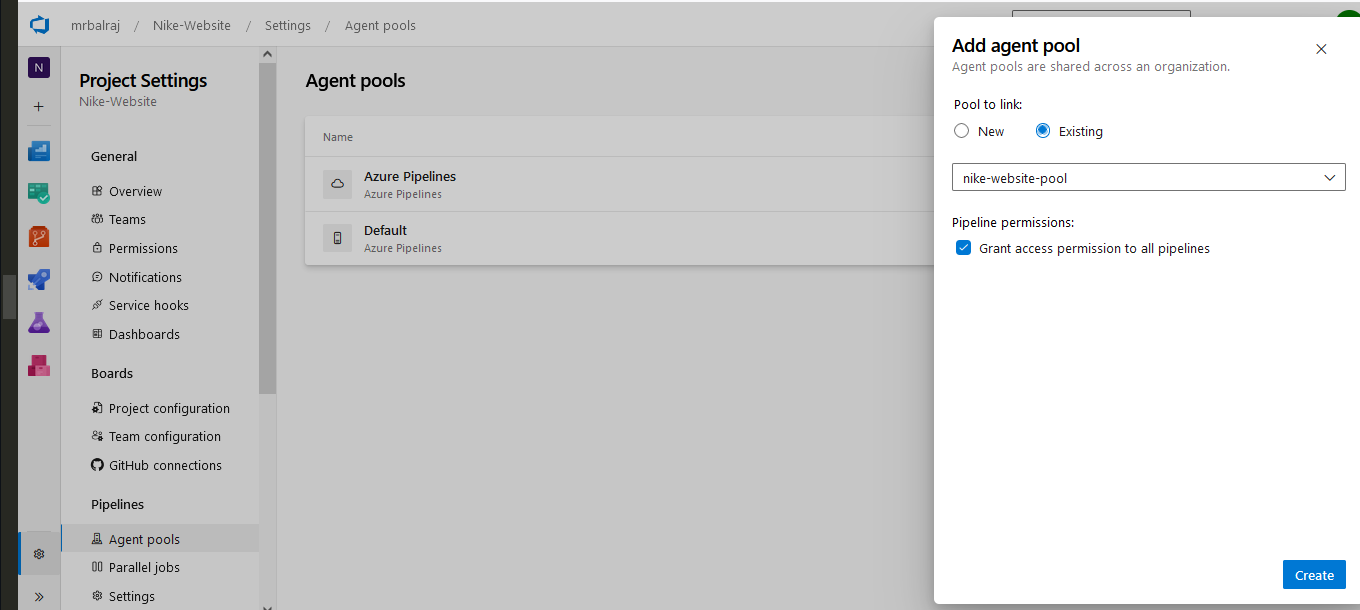 mrbalraj / Nike-Website / Settings / Agent pools
N
Project Settings
Nike-Website
General
Overview
Teams
Permissions
Notifications
Service hooks
Dashboards
Boards
Project configuration
Team configuration
GitHub connections
Pipelines
Agent pools
Parallel jobs
Settings
Agent pools
Name
Azure Pipelines
Azure Pipelines
Default
Azure Pipelines
Add agent pool
Agent pools are shared across an organization.
Pool to link:
New Existing
nike-website-pool
Pipeline permissions:
Grant access permission to all pipelines
Create